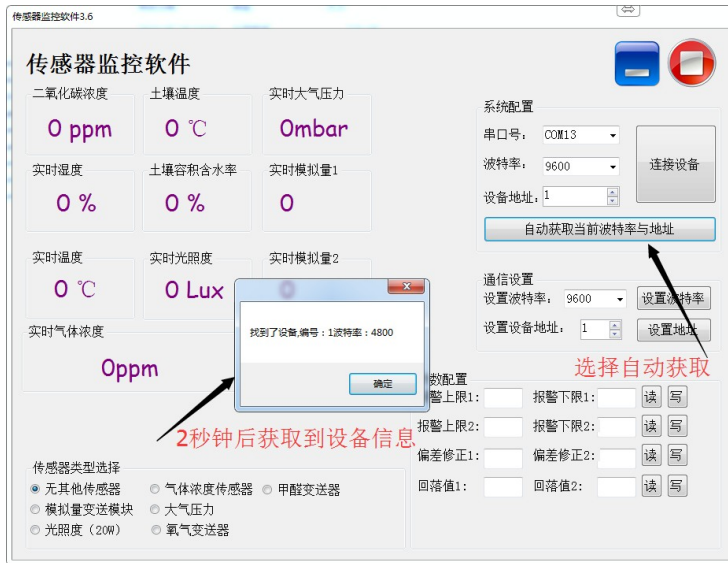 传感器监控软件3.6
传感器监控软件
二氧化碳浓度
0 ppm
土壤温度
0 ℃
实时大气压力
0mbar
实时湿度
0 %
土壤容积含水率
0 %
实时模拟量1
0
实时温度
0 ℃
实时光照度
0 Lux
实时模拟量2
0
实时气体浓度
0ppm
找到了设备,编号：1波特率：4800
确定
2秒钟后获取到设备信息
传感器类型选择
无其他传感器
气体浓度传感器
甲醛变送器
模拟量变送模块
大气压力
光照度（20W）
氧气变送器
系统配置
串口号： COM13
波特率： 9600
设备地址： 1
连接设备
自动获取当前波特率与地址
通信设置
设置波特率： 9600 设置波特率
设置设备地址： 1 设置地址
选择自动获取
数配置
警上限1: 报警下限1: 读 写
报警上限2: 报警下限2: 读 写
偏差修正1: 偏差修正2: 读 写
回落值1: 回落值2: 读 写